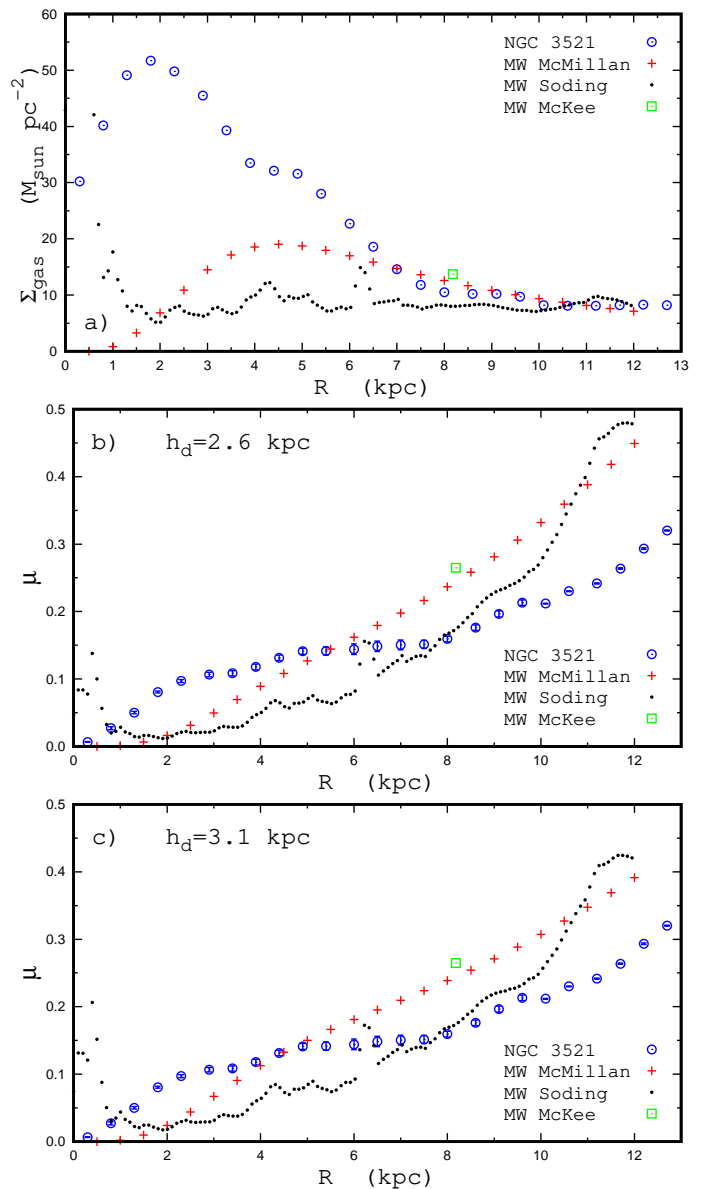 60
50
40
30
20
10
0
Σgas (Msun pc−2)
NGC 3521
MW McMillan
MW Soding
MW McKee
a)
0 1 2 3 4 5 6 7 8 9 10 11 12 13
R (kpc)
0.5
0.4
0.3
0.2
0.1
0.0
μ
b) hd=2.6 kpc
NGC 3521
MW McMillan
MW Soding
MW McKee
0 2 4 6 8 10 12
R (kpc)
0.5
0.4
0.3
0.2
0.1
0.0
μ
c) hd=3.1 kpc
NGC 3521
MW McMillan
MW Soding
MW McKee
0 2 4 6 8 10 12
R (kpc)